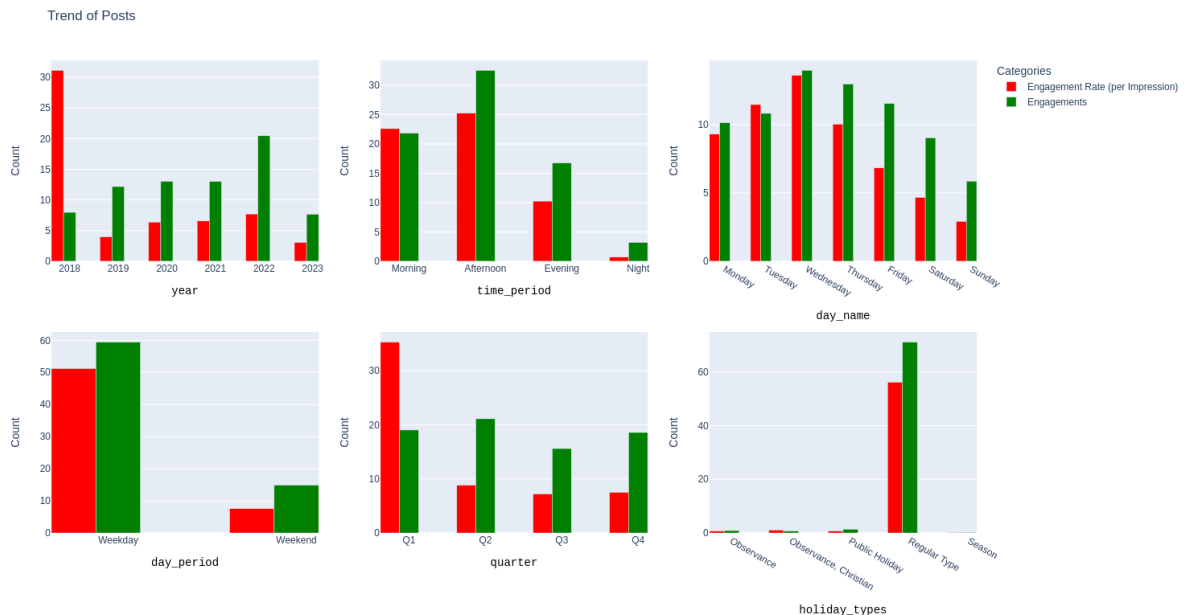 Trend of Posts
Categories
Engagement Rate (per Impression)
Engagements
Count
30
25
20
15
10
5
0
2018 2019 2020 2021 2022 2023
year
Count
30
25
20
15
10
5
0
Morning Afternoon Evening Night
time_period
Count
10
5
0
Monday Tuesday Wednesday Thursday Friday Saturday Sunday
day_name
Count
60
50
40
30
20
10
0
Weekday Weekend
day_period
Count
30
20
10
0
Q1 Q2 Q3 Q4
quarter
Count
60
40
20
0
Observance Observance, Christian Public Holiday Regular Type Season
holiday_types